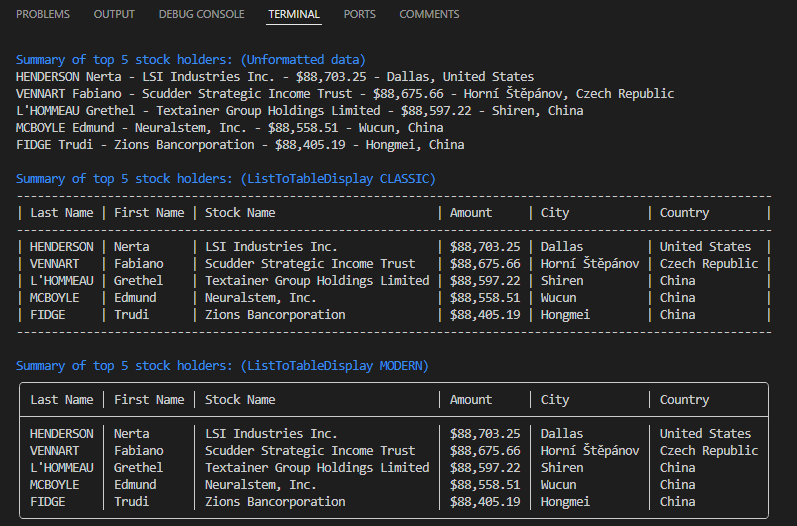 PROBLEMS OUTPUT DEBUG CONSOLE TERMINAL PORTS COMMENTS
Summary of top 5 stock holders: (Unformatted data)
HENDERSON Nerta - LSI Industries Inc. - $88,703.25 - Dallas, United States
VENNART Fabiano - Scudder Strategic Income Trust - $88,675.66 - Horní Štěpánov, Czech Republic
L'HOMMEAU Grethel - Textainer Group Holdings Limited - $88,597.22 - Shiren, China
MCBOYLE Edmund - Neuralstem, Inc. - $88,558.51 - Wucun, China
FIDGE Trudi - Zions Bancorporation - $88,405.19 - Hongmei, China
Summary of top 5 stock holders: (ListToTableDisplay CLASSIC)
| Last Name | First Name | Stock Name | Amount | City | Country |
| HENDERSON | Nerta | LSI Industries Inc. | $88,703.25 | Dallas | United States |
| VENNART | Fabiano | Scudder Strategic Income Trust | $88,675.66 | Horní Štěpánov | Czech Republic |
| L'HOMMEAU | Grethel | Textainer Group Holdings Limited | $88,597.22 | Shiren | China |
| MCBOYLE | Edmund | Neuralstem, Inc. | $88,558.51 | Wucun | China |
| FIDGE | Trudi | Zions Bancorporation | $88,405.19 | Hongmei | China |
Summary of top 5 stock holders: (ListToTableDisplay MODERN)
│ Last Name │ First Name │ Stock Name │ Amount │ City │ Country │
│ HENDERSON │ Nerta │ LSI Industries Inc. │ $88,703.25 │ Dallas │ United States │
│ VENNART │ Fabiano │ Scudder Strategic Income Trust │ $88,675.66 │ Horní Štěpánov │ Czech Republic │
│ L'HOMMEAU │ Grethel │ Textainer Group Holdings Limited │ $88,597.22 │ Shiren │ China │
│ MCBOYLE │ Edmund │ Neuralstem, Inc. │ $88,558.51 │ Wucun │ China │
│ FIDGE │ Trudi │ Zions Bancorporation │ $88,405.19 │ Hongmei │ China │